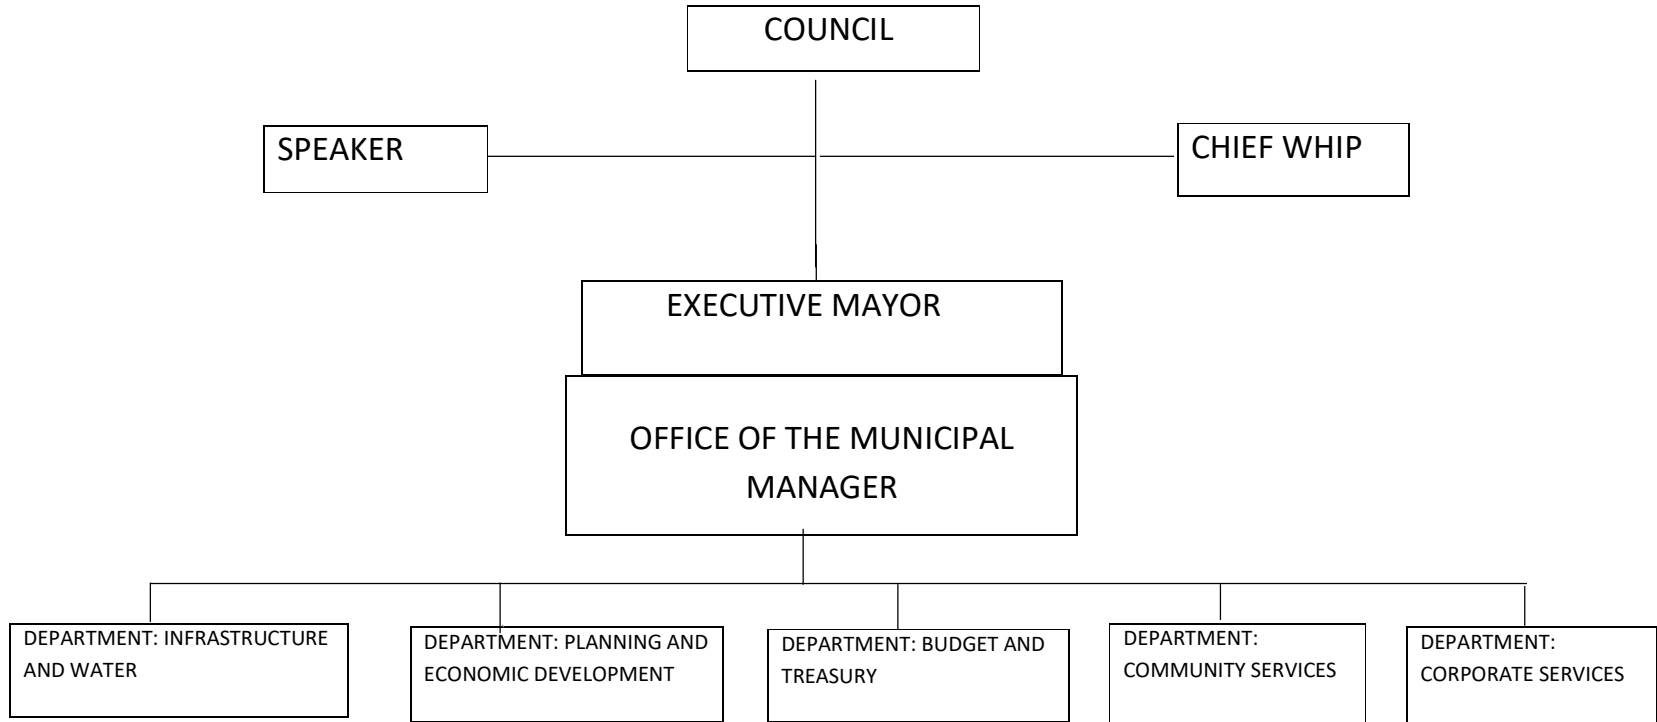 COUNCIL
SPEAKER
CHIEF WHIP
EXECUTIVE MAYOR
OFFICE OF THE MUNICIPAL
MANAGER
DEPARTMENT: INFRASTRUCTURE
AND WATER
DEPARTMENT: PLANNING AND
ECONOMIC DEVELOPMENT
DEPARTMENT: BUDGET AND
TREASURY
DEPARTMENT:
COMMUNITY SERVICES
DEPARTMENT:
CORPORATE SERVICES